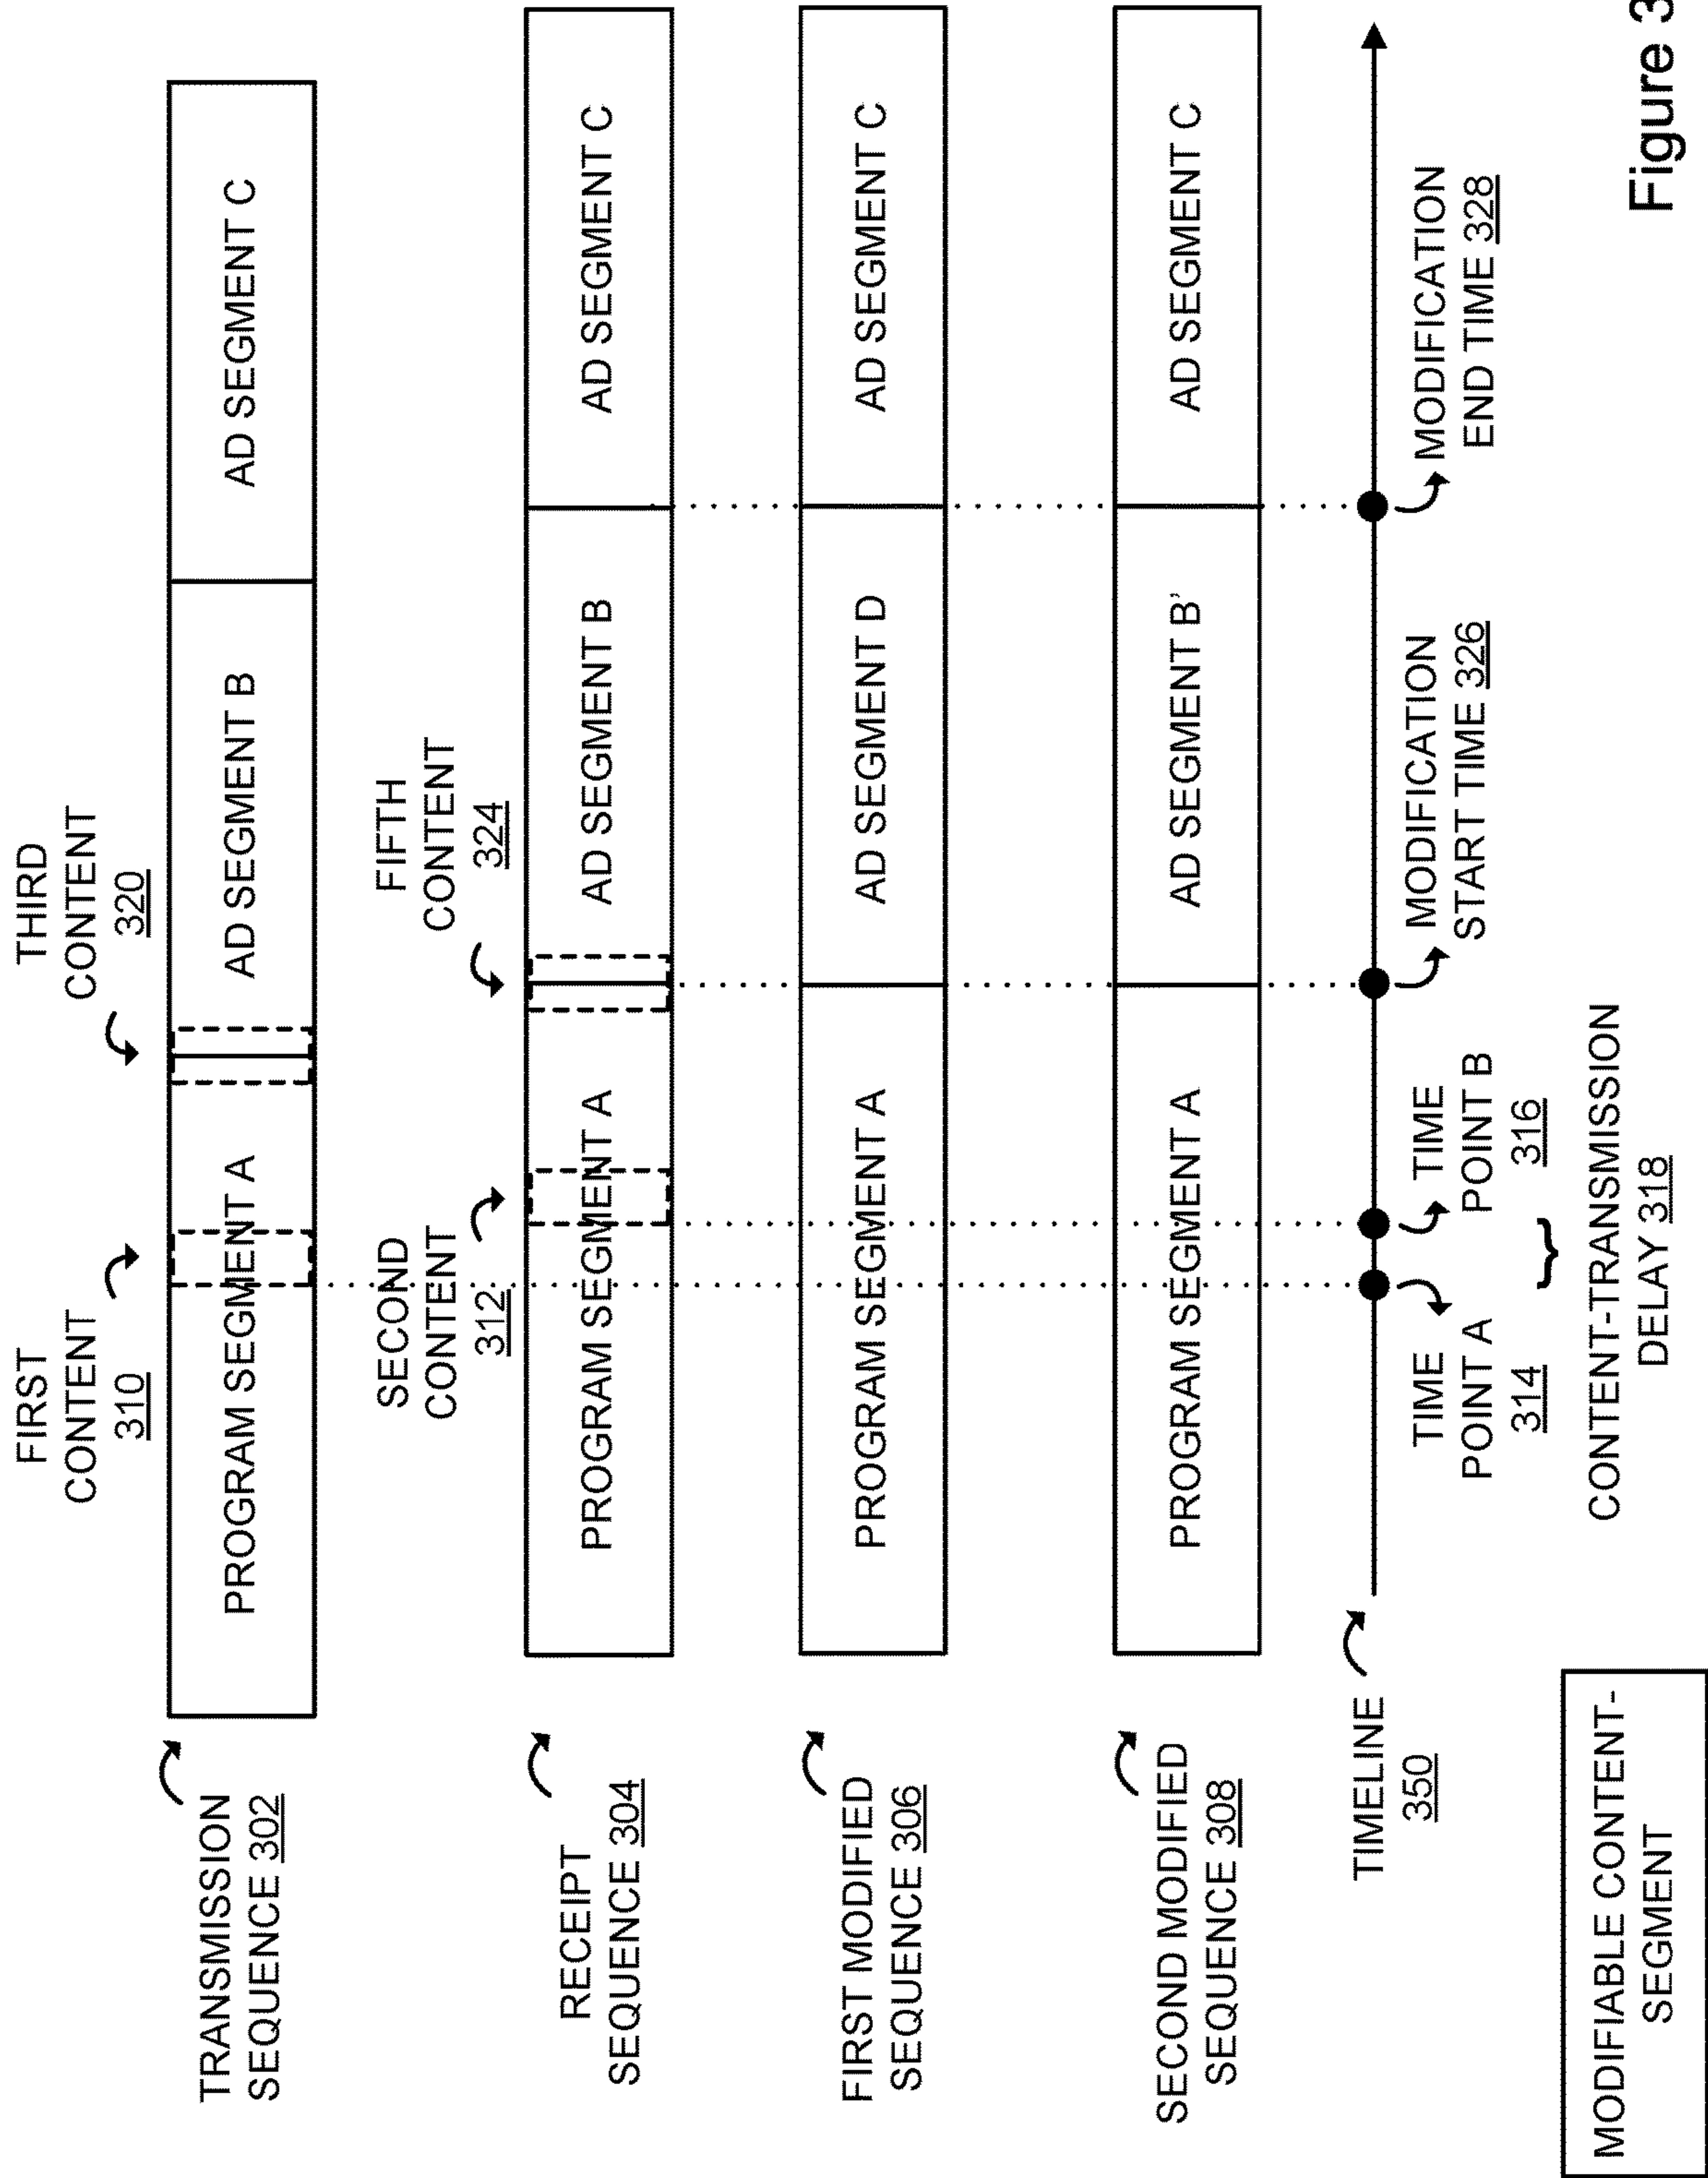 FIRST
CONTENT
310
THIRD
CONTENT
320
TRANSMISSION
SEQUENCE 302
PROGRAM SEGMENT A
AD SEGMENT B
AD SEGMENT C
SECOND
CONTENT
312
FIFTH
CONTENT
324
RECEIPT
SEQUENCE 304
PROGRAM SEGMENT A
AD SEGMENT B
AD SEGMENT C
FIRST MODIFIED
SEQUENCE 306
PROGRAM SEGMENT A
AD SEGMENT D
AD SEGMENT C
SECOND MODIFIED
SEQUENCE 308
PROGRAM SEGMENT A
AD SEGMENT B'
AD SEGMENT C
TIMELINE
350
TIME
POINT A
314
TIME
POINT B
316
MODIFICATION
START TIME 326
MODIFICATION
END TIME 328
CONTENT-TRANSMISSION
DELAY 318
MODIFIABLE CONTENT-
SEGMENT
Figure 3